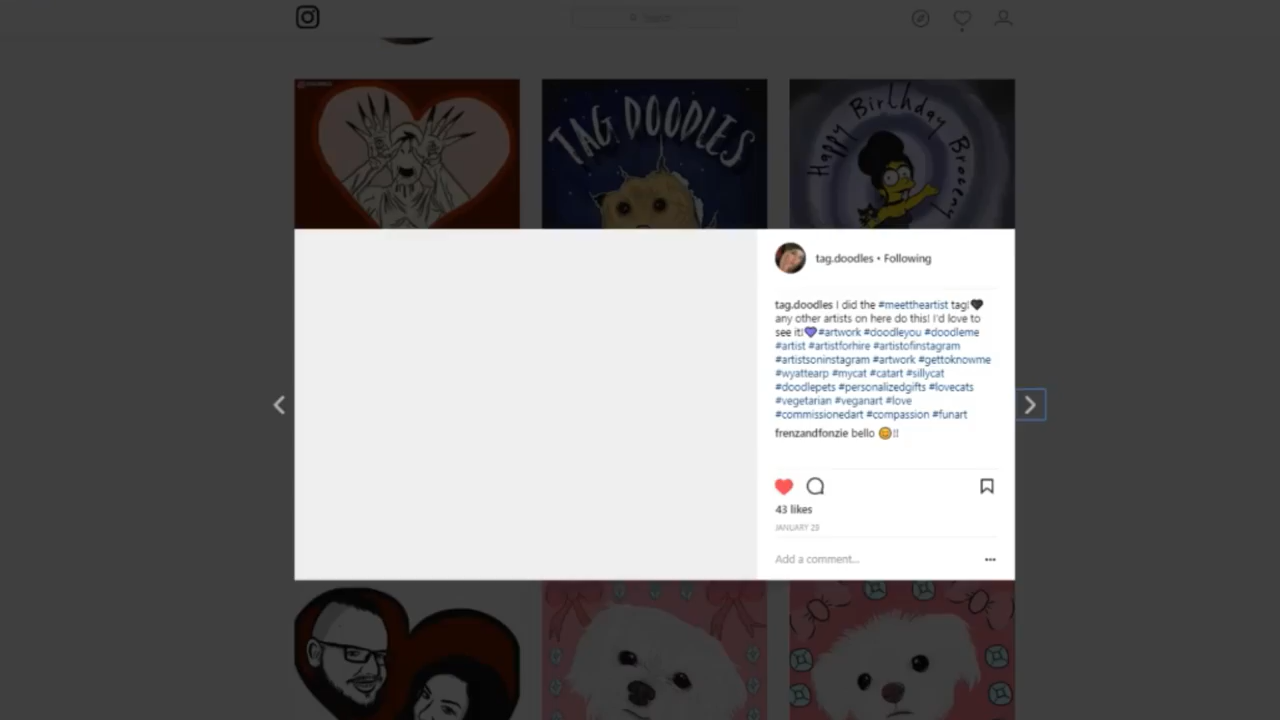 Search
TAG DOODLES
Happy Birthday
tag.doodles • Following
tag.doodles I did the #meettheartist tag!🖤
any other artists on here do this! I'd love to
see it!💜#artwork #doodleyou #doodleme
#artist #artistforhire #artistofinstagram
#artistsoninstagram #artwork #gettoknowme
#wyattearp #mycat #catart #sillycat
#doodlepets #personalizedgifts #lovecats
#vegetarian #veganart #love
#commissionedart #compassion #funart
frenzandfonzie bello 😊!!
43 likes
JANUARY 23
Add a comment...